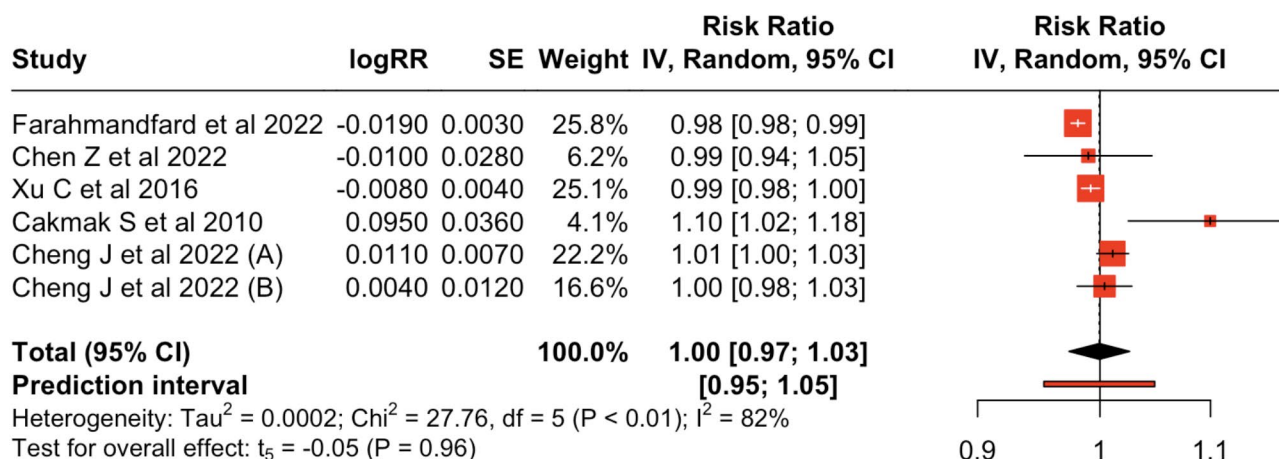 Risk Ratio Risk Ratio
Study logRR SE Weight IV, Random, 95% CI IV, Random, 95% CI
Farahmandfard et al 2022 -0.0190 0.0030 25.8% 0.98 [0.98; 0.99]
Chen Z et al 2022 -0.0100 0.0280 6.2% 0.99 [0.94; 1.05]
Xu C et al 2016 -0.0080 0.0040 25.1% 0.99 [0.98; 1.00]
Cakmak S et al 2010 0.0950 0.0360 4.1% 1.10 [1.02; 1.18]
Cheng J et al 2022 (A) 0.0110 0.0070 22.2% 1.01 [1.00; 1.03]
Cheng J et al 2022 (B) 0.0040 0.0120 16.6% 1.00 [0.98; 1.03]
Total (95% CI) 100.0% 1.00 [0.97; 1.03]
Prediction interval [0.95; 1.05]
Heterogeneity: Tau² = 0.0002; Chi² = 27.76, df = 5 (P < 0.01); I² = 82%
Test for overall effect: t₅ = -0.05 (P = 0.96) 0.9 1 1.1